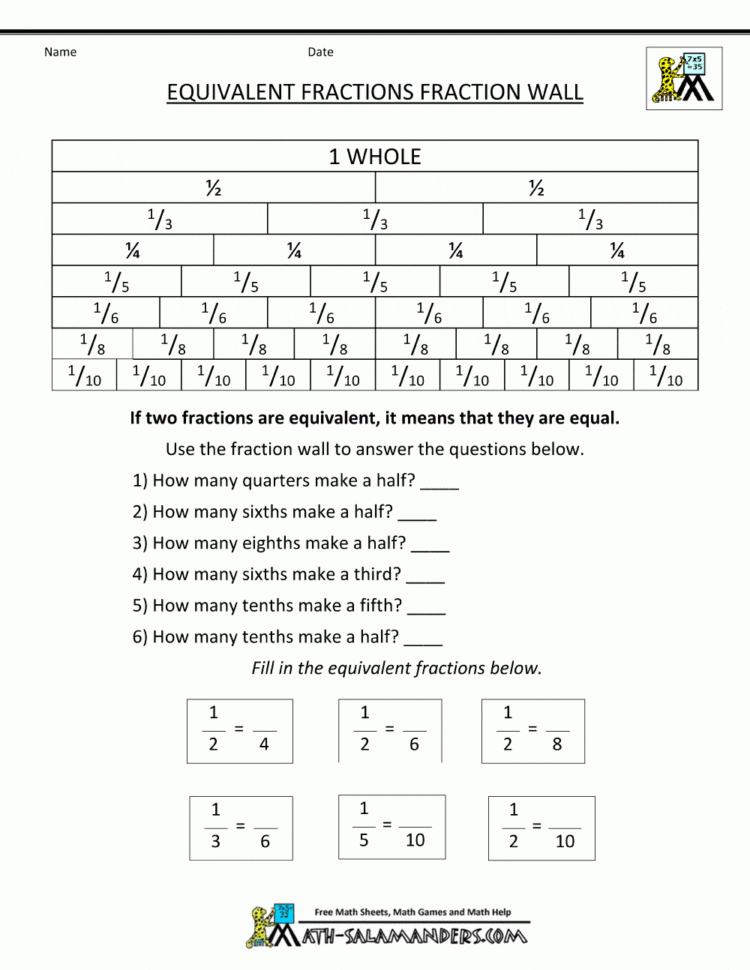 Name Date
7x5
=35
EQUIVALENT FRACTIONS FRACTION WALL
1 WHOLE
½ ½
1/3 1/3 1/3
¼ ¼ ¼ ¼
1/5 1/5 1/5 1/5 1/5
1/6 1/6 1/6 1/6 1/6 1/6
1/8 1/8 1/8 1/8 1/8 1/8 1/8 1/8
1/10 1/10 1/10 1/10 1/10 1/10 1/10 1/10 1/10 1/10
If two fractions are equivalent, it means that they are equal.
Use the fraction wall to answer the questions below.
1) How many quarters make a half? ____
2) How many sixths make a half? ____
3) How many eighths make a half? ____
4) How many sixths make a third? ____
5) How many tenths make a fifth? ____
6) How many tenths make a half? ____
Fill in the equivalent fractions below.
1/2 = __/4 1/2 = __/6 1/2 = __/8
1/3 = __/6 1/5 = __/10 1/2 = __/10
Free Math Sheets, Math Games and Math Help
MATH-SALAMANDERS.COM